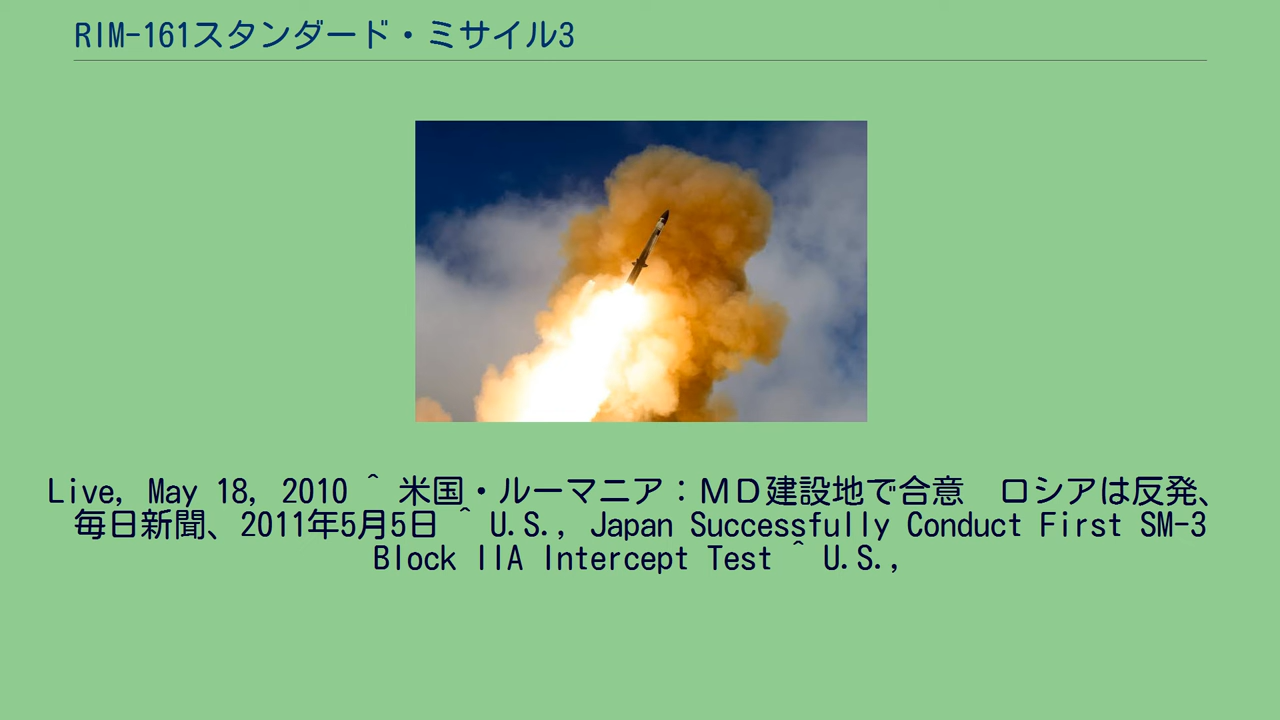 RIM-161スタンダード・ミサイル3
Live, May 18, 2010 ^ 米国・ルーマニア：ＭＤ建設地で合意　ロシアは反発、
毎日新聞、2011年5月5日 ^ U.S., Japan Successfully Conduct First SM-3
Block IIA Intercept Test ^ U.S.,